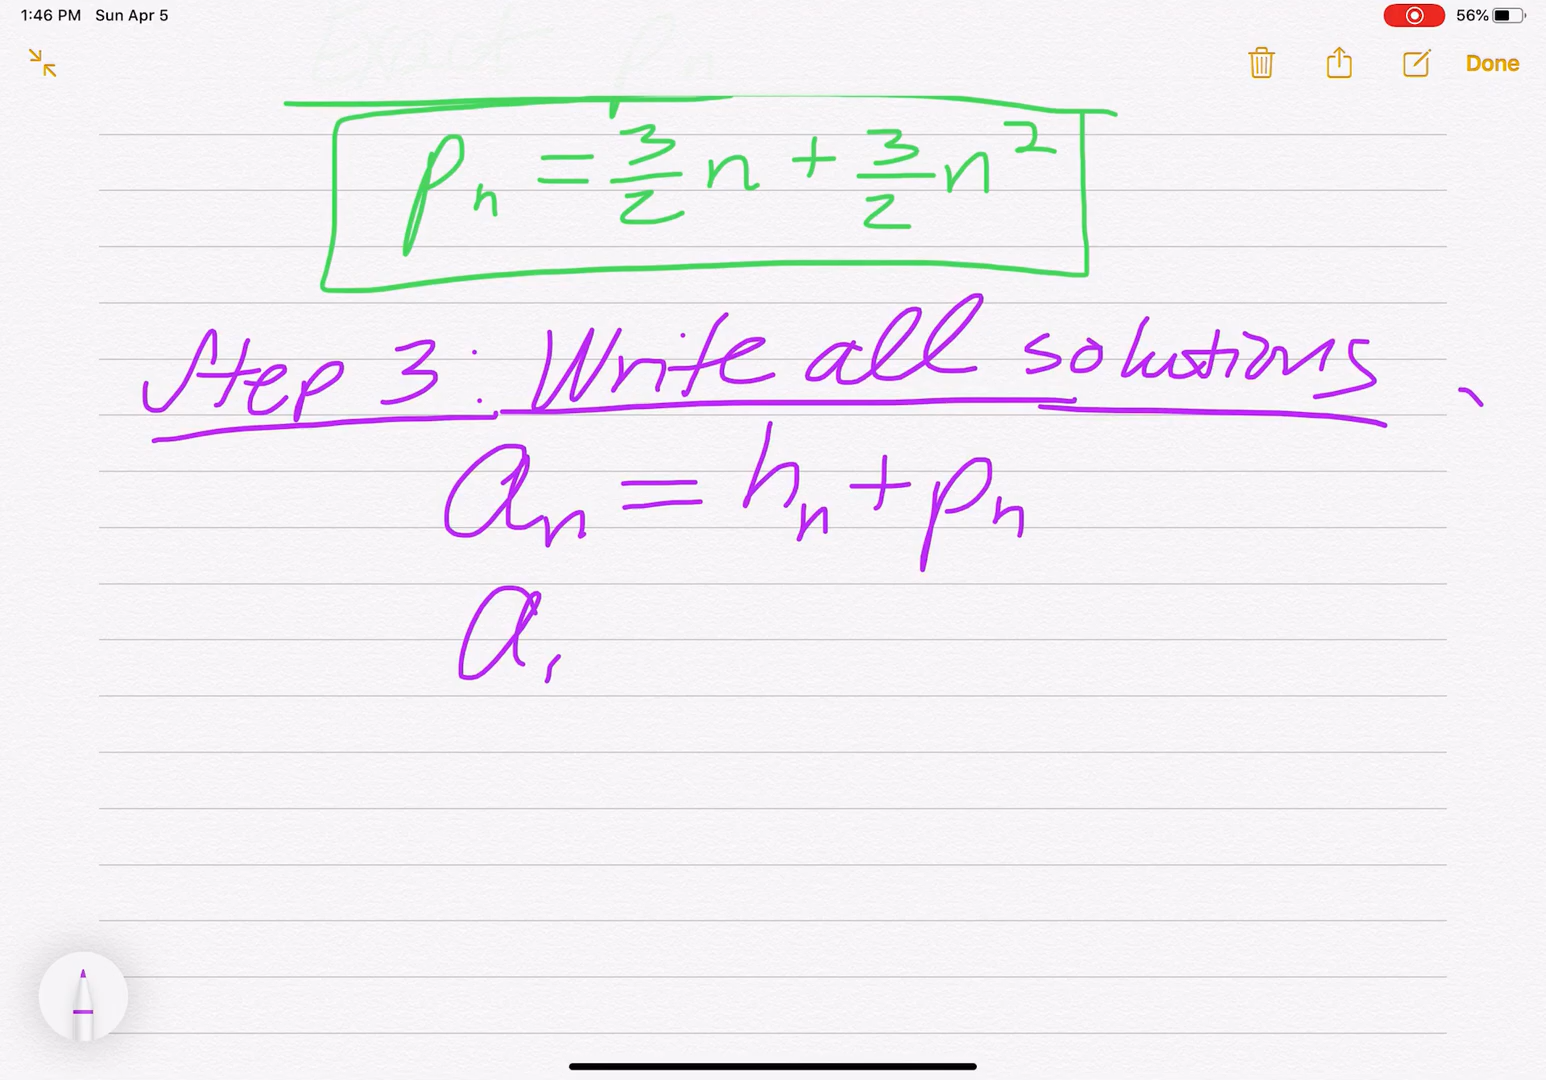 1:46 PM Sun Apr 5 56%
Done
pₙ = 3/2 n + 3/2 n²
Step 3: Write all solutions
aₙ = hₙ + pₙ
a